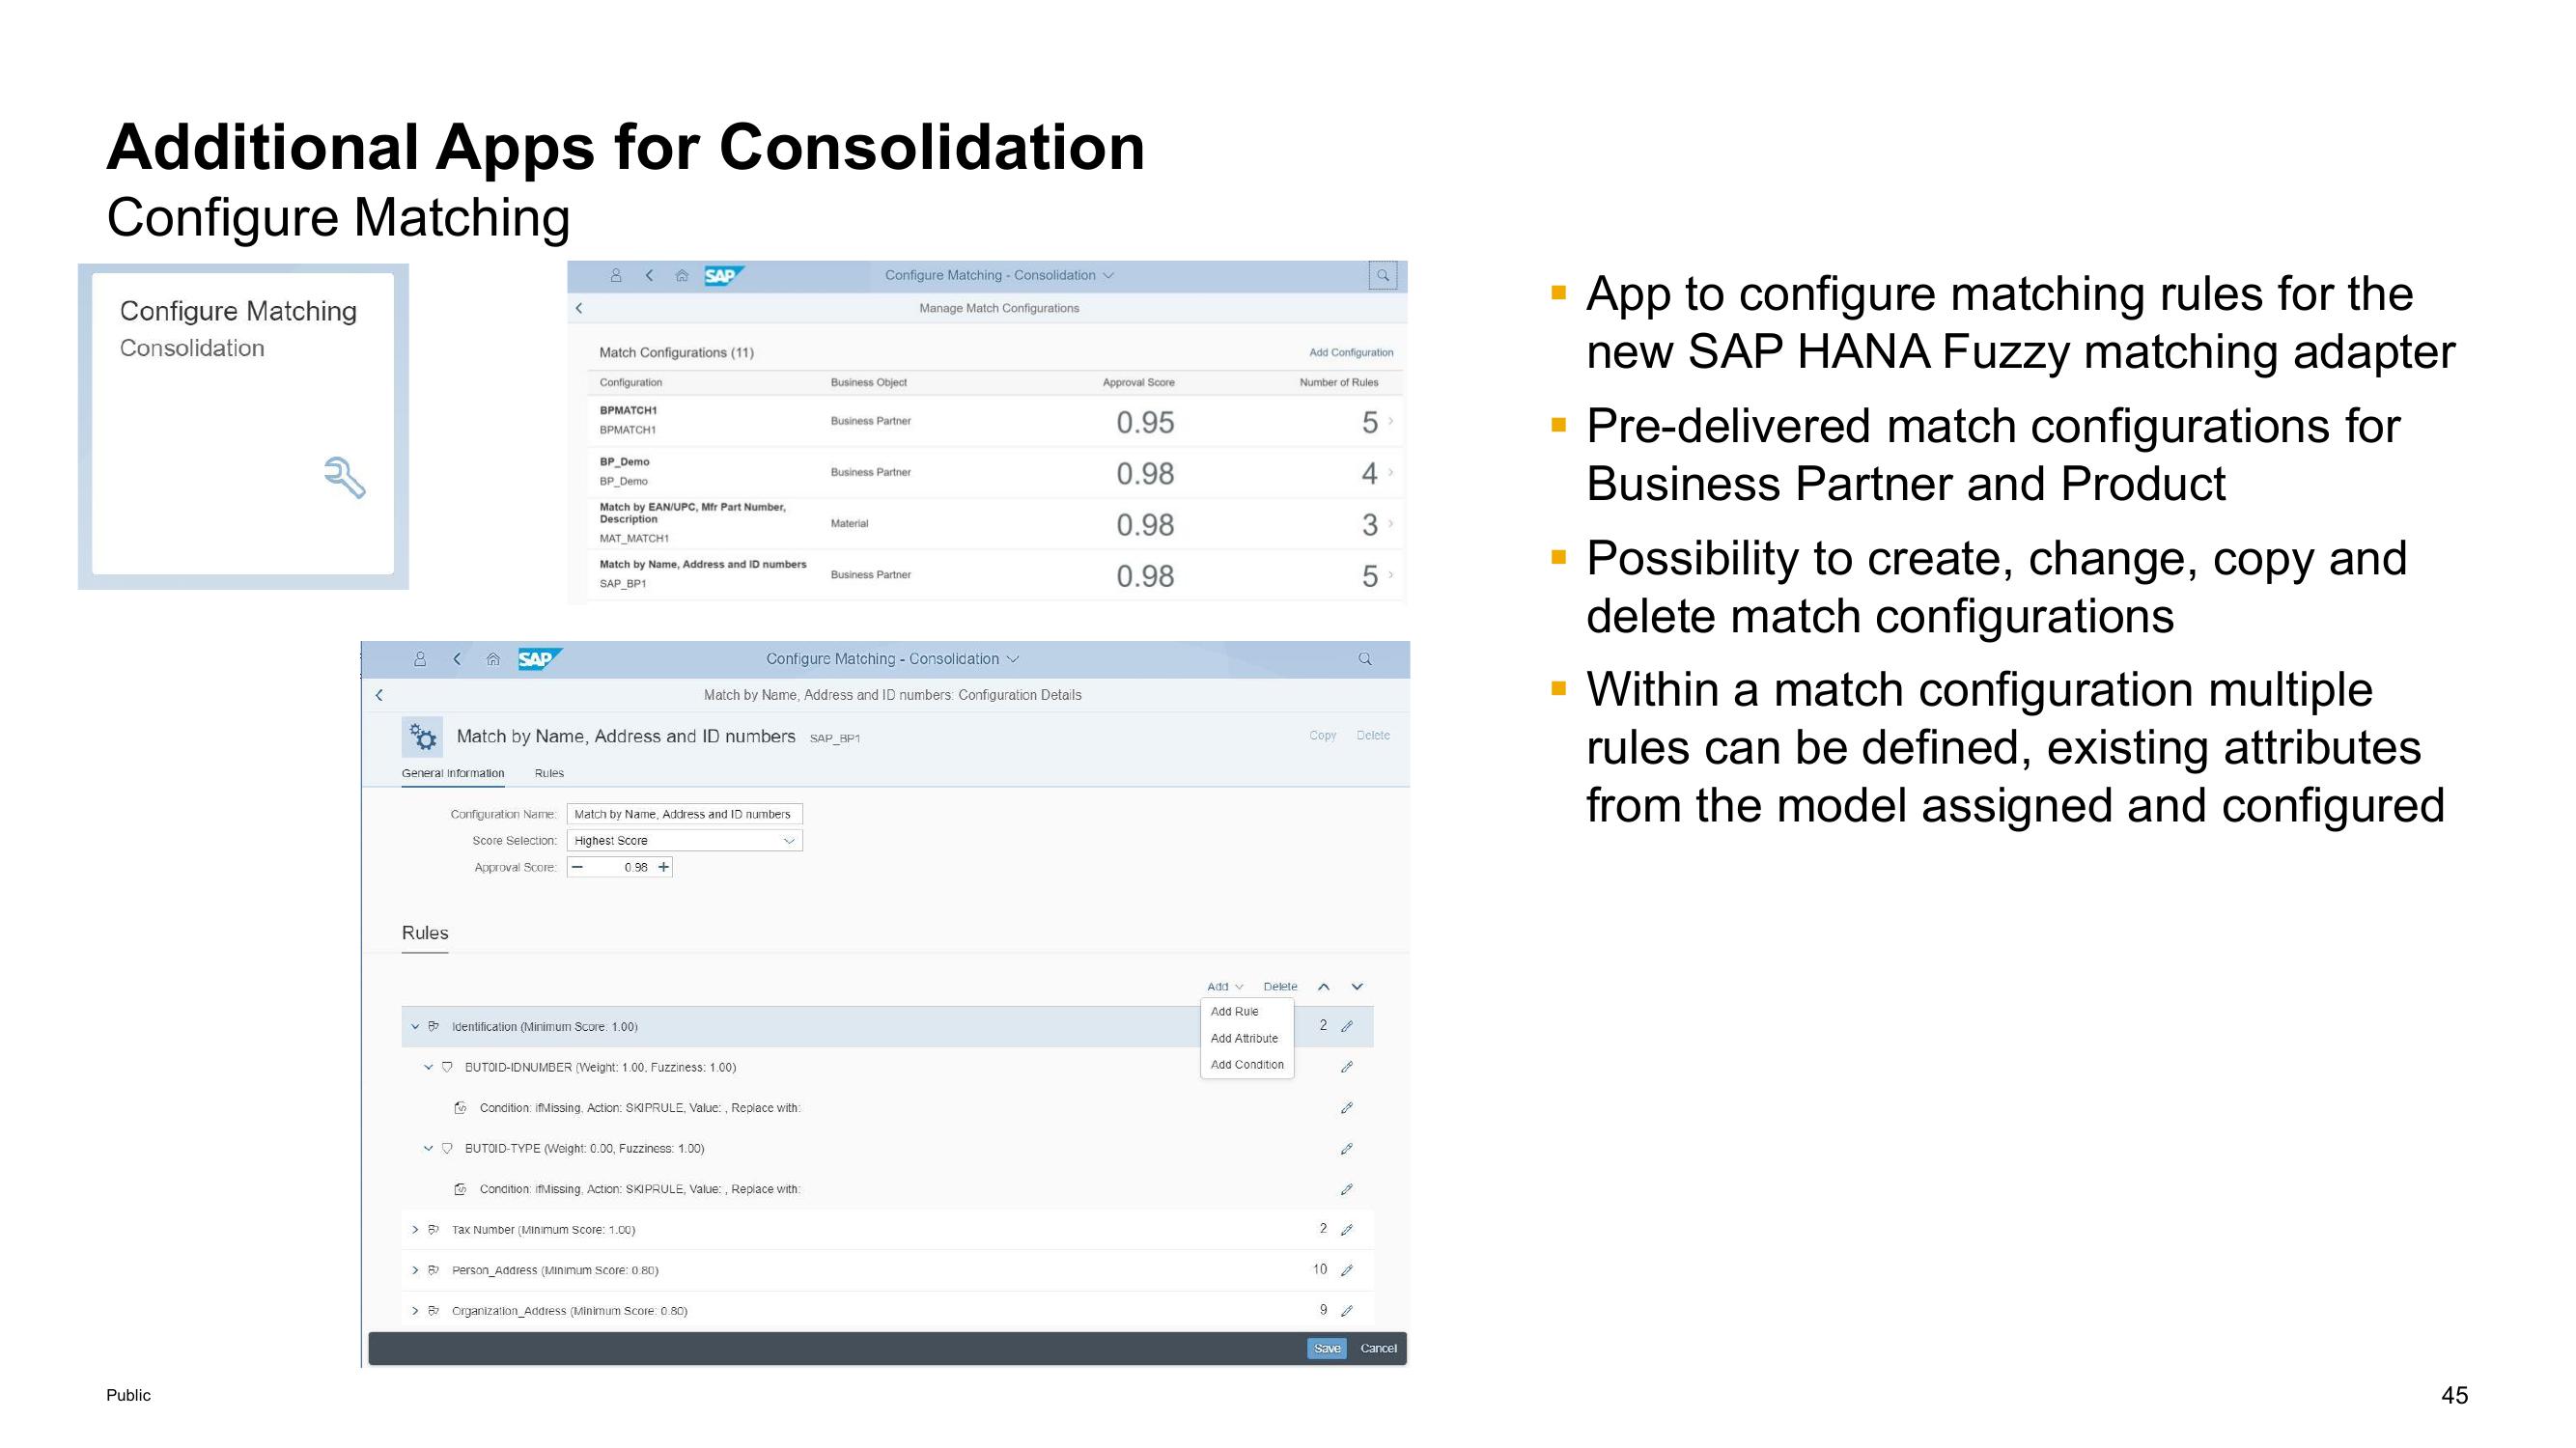 Additional Apps for Consolidation
Configure Matching
Configure Matching
Consolidation
SAP
Configure Matching - Consolidation
Manage Match Configurations
Match Configurations (11)
Add Configuration
Configuration Business Object Approval Score Number of Rules
BPMATCH1
BPMATCH1
Business Partner 0.95 5
BP_Demo
BP_Demo
Business Partner 0.98 4
Match by EAN/UPC, Mfr Part Number,
Description
MAT_MATCH1
Material 0.98 3
Match by Name, Address and ID numbers
SAP_BP1
Business Partner 0.98 5
SAP
Configure Matching - Consolidation
Match by Name, Address and ID numbers: Configuration Details
Match by Name, Address and ID numbers SAP_BP1
Copy Delete
General Information Rules
Configuration Name: Match by Name, Address and ID numbers
Score Selection: Highest Score
Approval Score: 0.98
Rules
Add Delete
Add Rule
Add Attribute
Add Condition
Identification (Minimum Score: 1.00) 2
BUT0ID-IDNUMBER (Weight: 1.00, Fuzziness: 1.00)
Condition: ifMissing, Action: SKIPRULE, Value: , Replace with:
BUT0ID-TYPE (Weight: 0.00, Fuzziness: 1.00)
Condition: ifMissing, Action: SKIPRULE, Value: , Replace with:
Tax Number (Minimum Score: 1.00) 2
Person_Address (Minimum Score: 0.80) 10
Organization_Address (Minimum Score: 0.80) 9
Save Cancel
App to configure matching rules for the
new SAP HANA Fuzzy matching adapter
Pre-delivered match configurations for
Business Partner and Product
Possibility to create, change, copy and
delete match configurations
Within a match configuration multiple
rules can be defined, existing attributes
from the model assigned and configured
Public
45